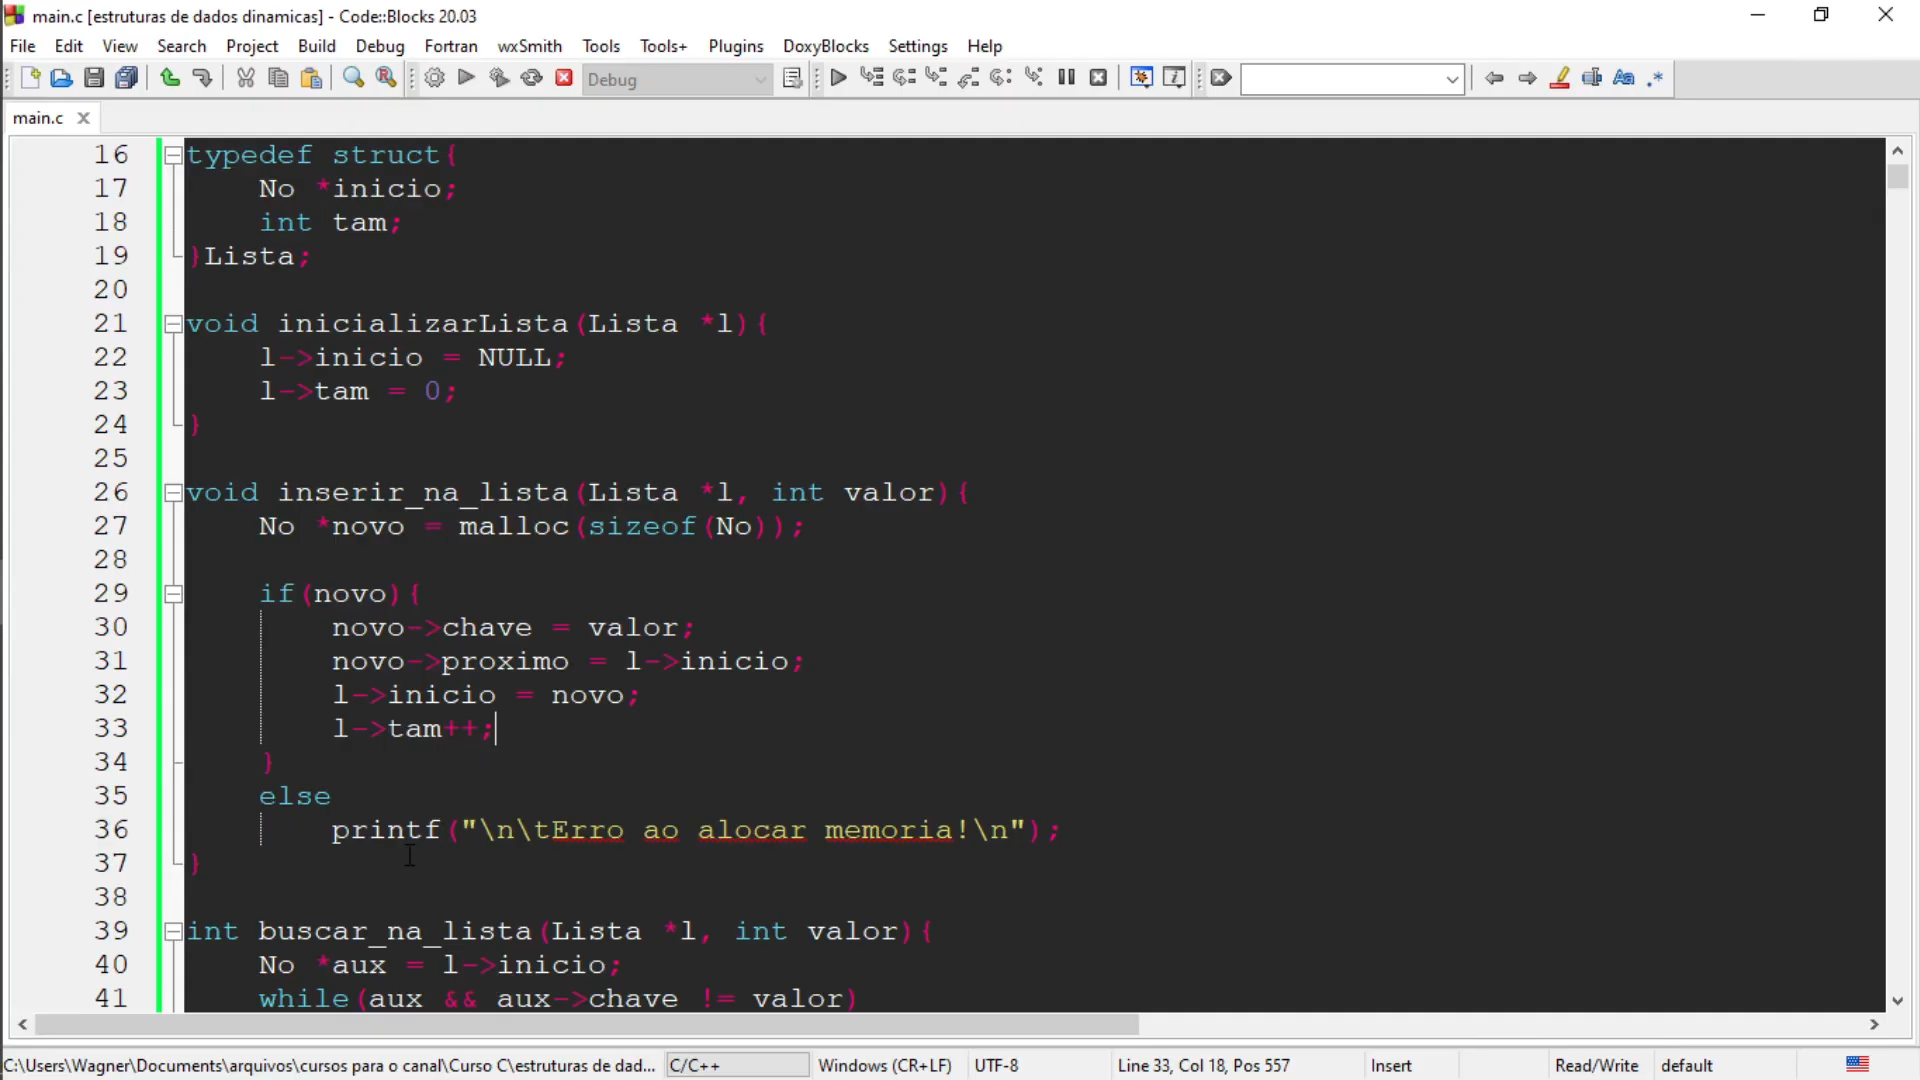 main.c [estruturas de dados dinamicas] - Code::Blocks 20.03
File Edit View Search Project Build Debug Fortran wxSmith Tools Tools+ Plugins DoxyBlocks Settings Help
Debug
main.c
16 typedef struct{
17     No *inicio;
18     int tam;
19 }Lista;
20
21 void inicializarLista(Lista *l){
22     l->inicio = NULL;
23     l->tam = 0;
24 }
25
26 void inserir_na_lista(Lista *l, int valor){
27     No *novo = malloc(sizeof(No));
28
29     if(novo){
30         novo->chave = valor;
31         novo->proximo = l->inicio;
32         l->inicio = novo;
33         l->tam++;
34     }
35     else
36         printf("\n\tErro ao alocar memoria!\n");
37 }
38
39 int buscar_na_lista(Lista *l, int valor){
40     No *aux = l->inicio;
41     while(aux && aux->chave != valor)
C:\Users\Wagner\Documents\arquivos\cursos para o canal\Curso C\estruturas de dad... C/C++ Windows (CR+LF) UTF-8 Line 33, Col 18, Pos 557 Insert Read/Write default